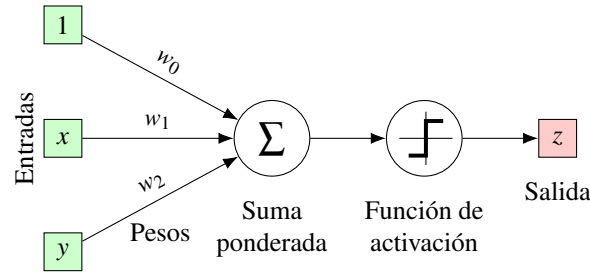 1
w0
Entradas
x
w1
Σ
z
w2
Salida
y
Pesos
Suma
ponderada
Función de
activación